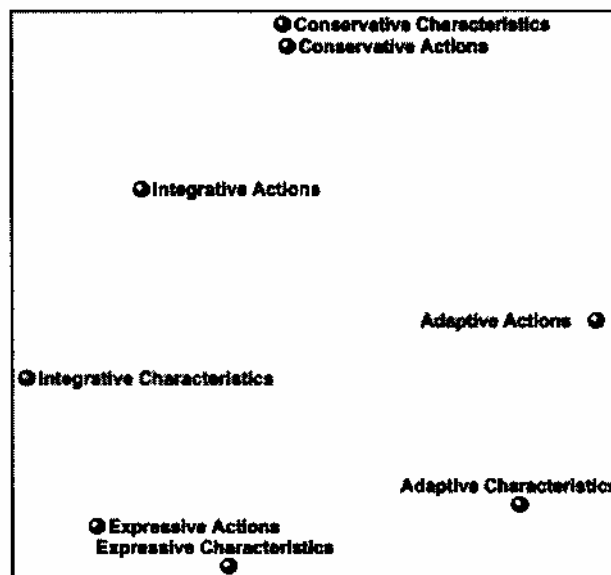 Conservative Characteristics
Conservative Actions
Integrative Actions
Adaptive Actions
Integrative Characteristics
Adaptive Characteristics
Expressive Actions
Expressive Characteristics